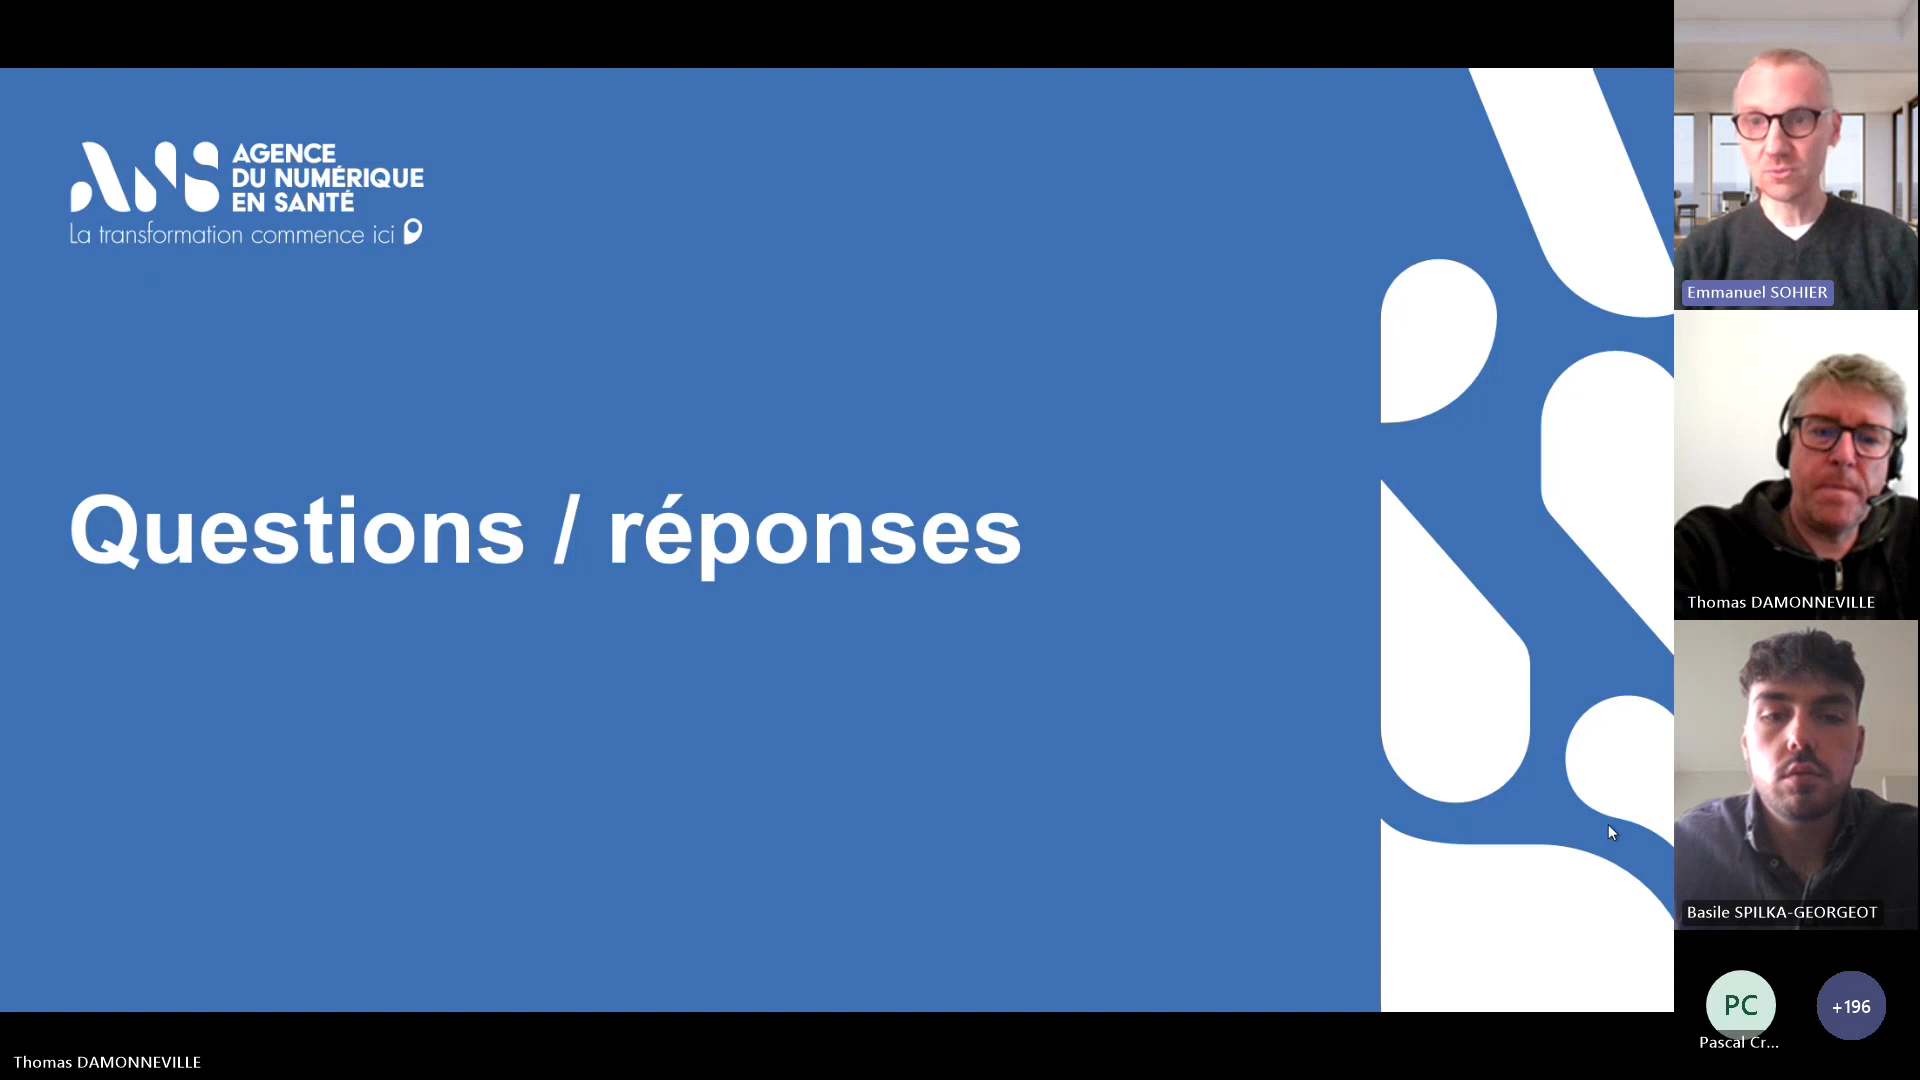 AGENCE
DU NUMÉRIQUE
EN SANTÉ
La transformation commence ici
Questions / réponses
Emmanuel SOHIER
Thomas DAMONNEVILLE
Basile SPILKA-GEORGEOT
PC
+196
Pascal Cr...
Thomas DAMONNEVILLE